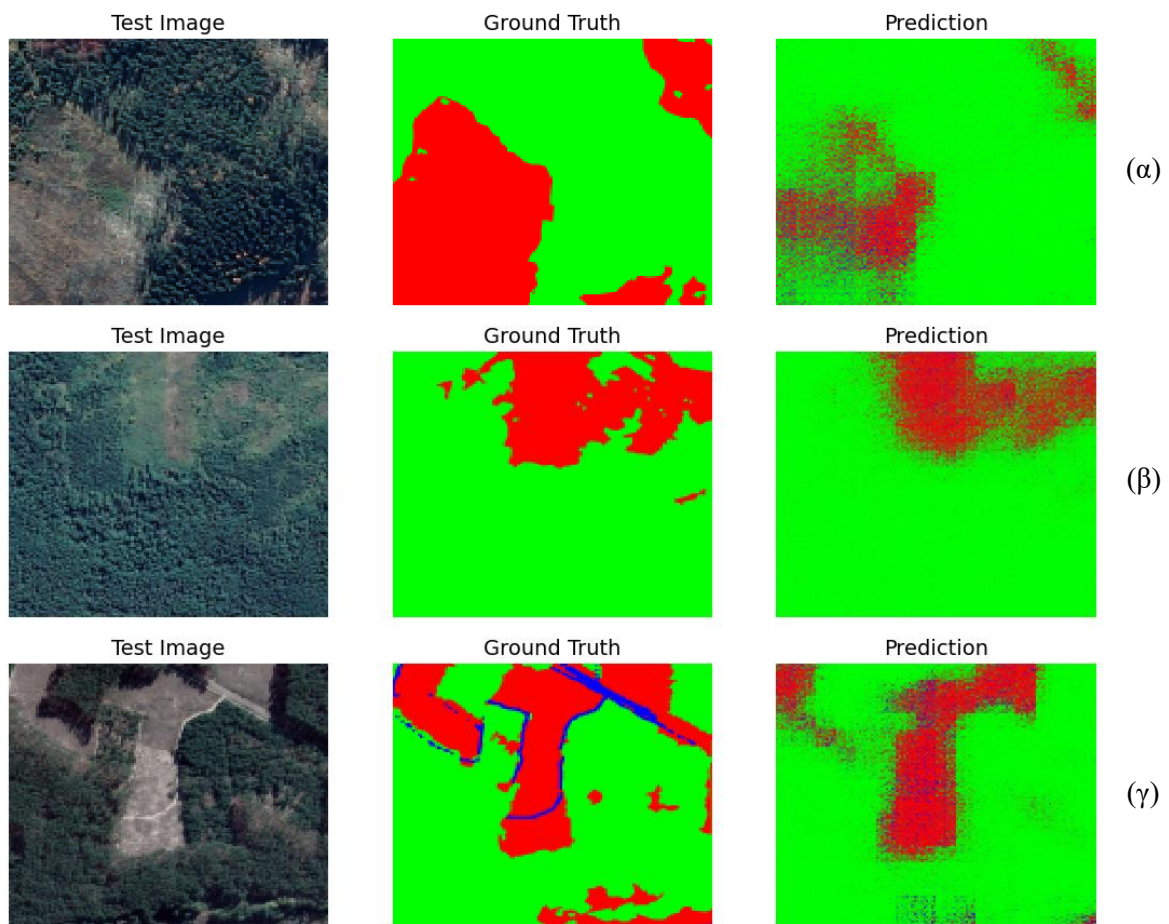 Test Image Ground Truth Prediction
(α)
Test Image Ground Truth Prediction
(β)
Test Image Ground Truth Prediction
(γ)